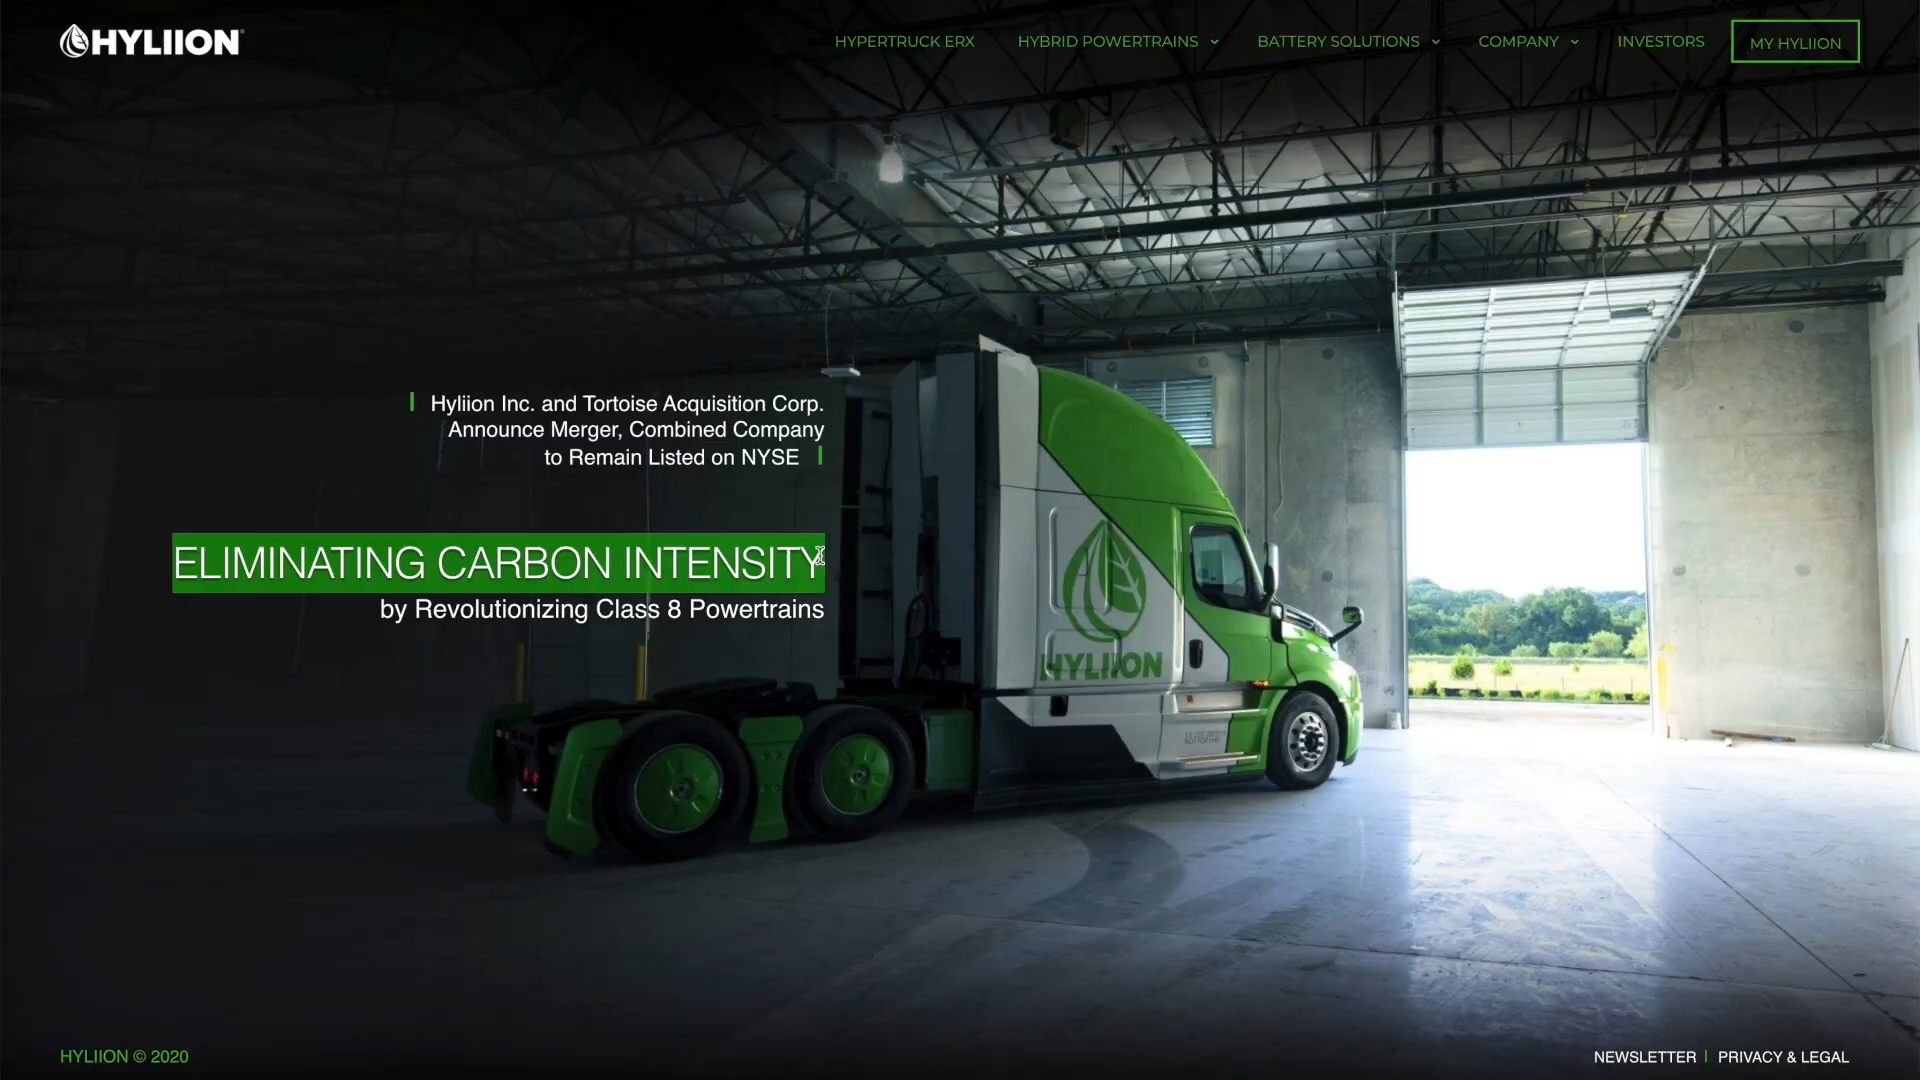 HYLIION
HYPERTRUCK ERX
HYBRID POWERTRAINS
BATTERY SOLUTIONS
COMPANY
INVESTORS
MY HYLIION
Hyliion Inc. and Tortoise Acquisition Corp.
Announce Merger, Combined Company
to Remain Listed on NYSE
ELIMINATING CARBON INTENSITY
by Revolutionizing Class 8 Powertrains
HYLIION
HYLIION © 2020
NEWSLETTER
PRIVACY & LEGAL